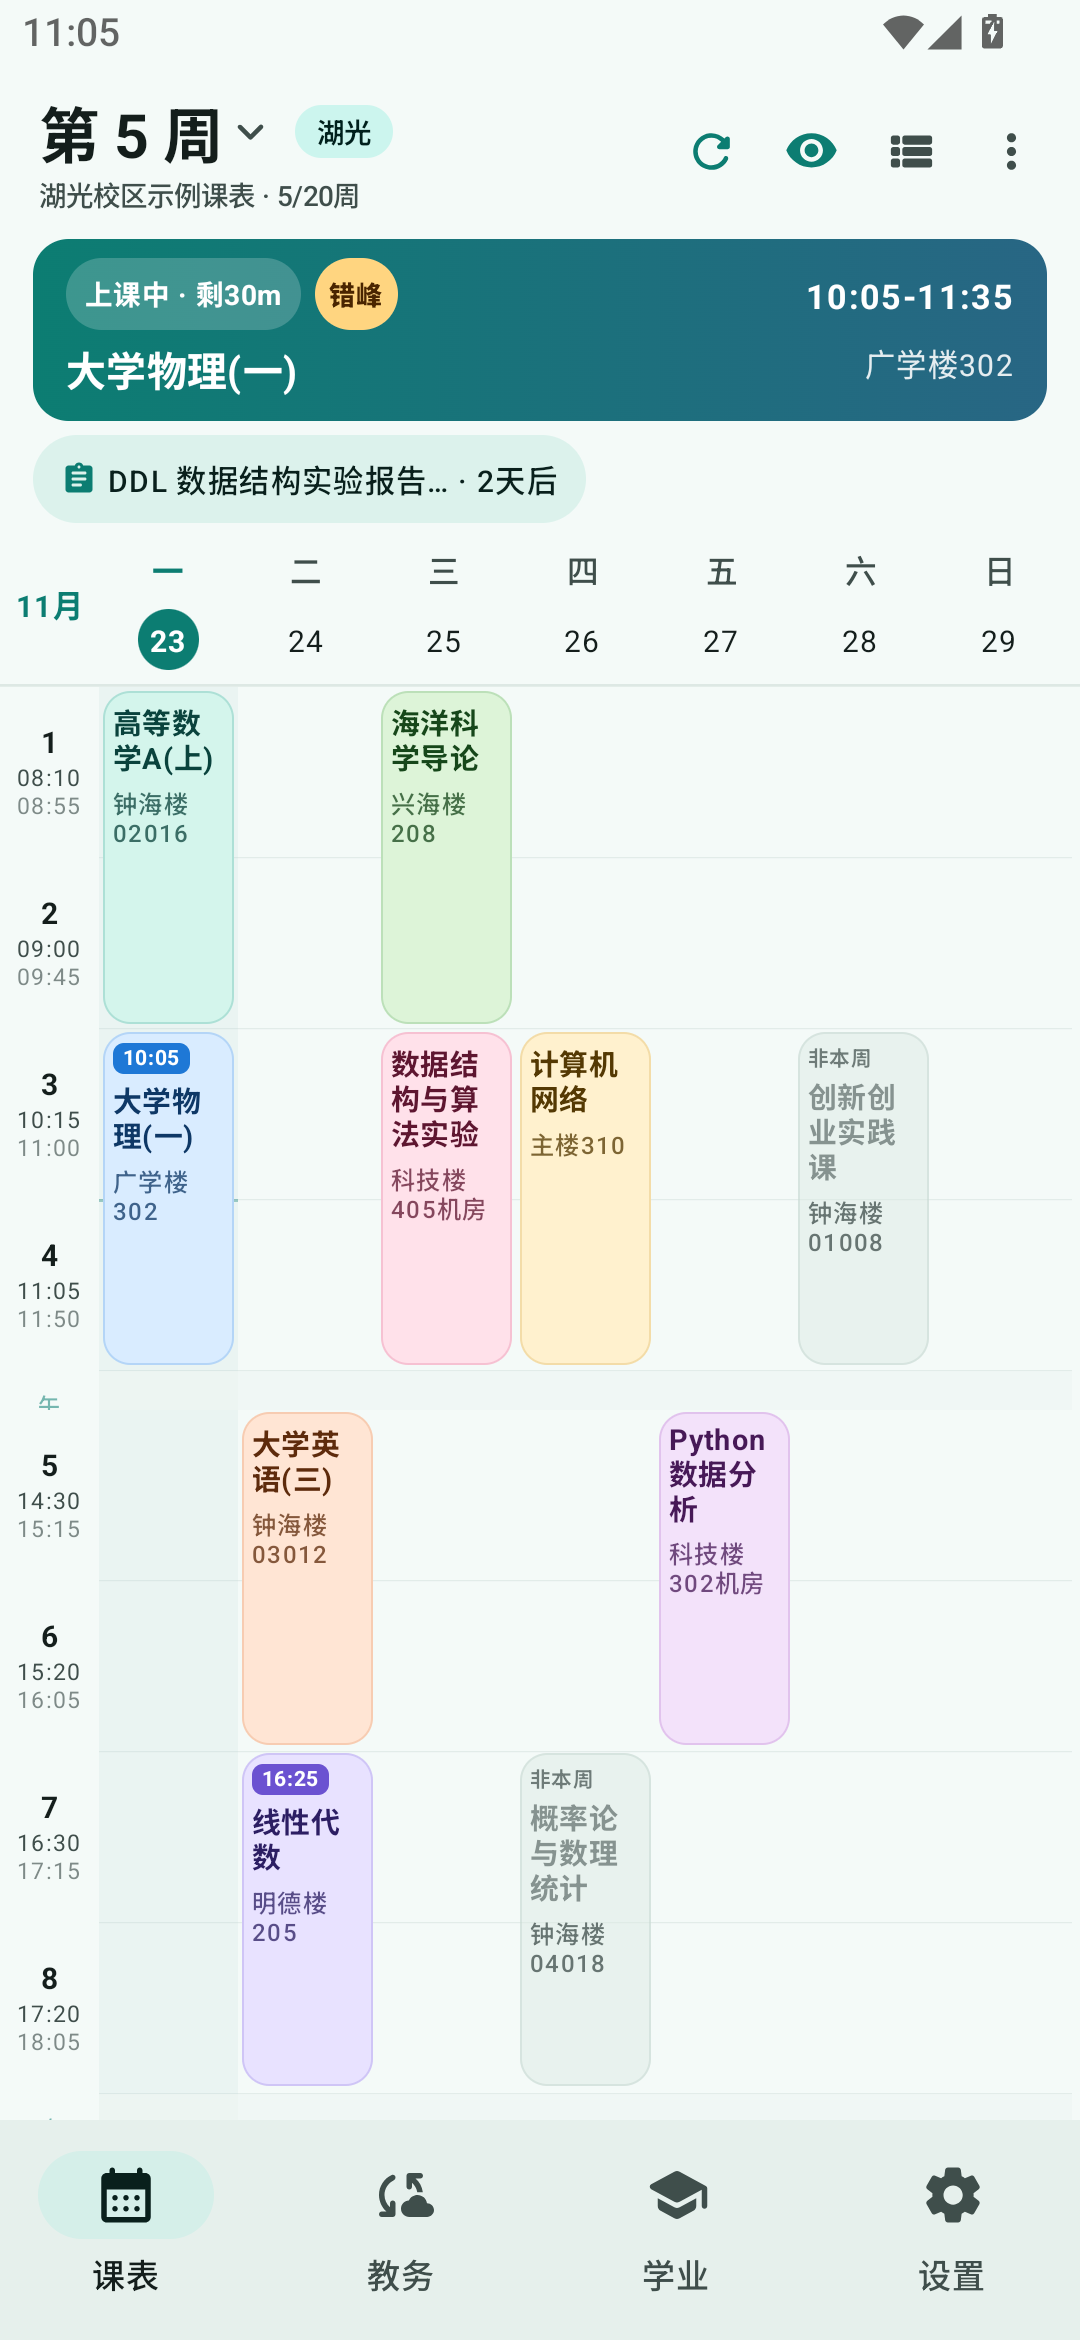 11:05
第 5 周
湖光
湖光校区示例课表 · 5/20周
上课中 · 剩30m
错峰
10:05-11:35
大学物理(一)
广学楼302
DDL 数据结构实验报告… · 2天后
11月
一 二 三 四 五 六 日
23 24 25 26 27 28 29
1
08:10
08:55
高等数
学A(上)
钟海楼
02016
海洋科
学导论
兴海楼
208
2
09:00
09:45
3
10:15
11:00
10:05
大学物
理(一)
广学楼
302
数据结
构与算
法实验
科技楼
405机房
计算机
网络
主楼310
非本周
创新创
业实践
课
钟海楼
01008
4
11:05
11:50
午
5
14:30
15:15
大学英
语(三)
钟海楼
03012
Python
数据分
析
科技楼
302机房
6
15:20
16:05
7
16:30
17:15
16:25
线性代
数
明德楼
205
非本周
概率论
与数理
统计
钟海楼
04018
8
17:20
18:05
课表
教务
学业
设置